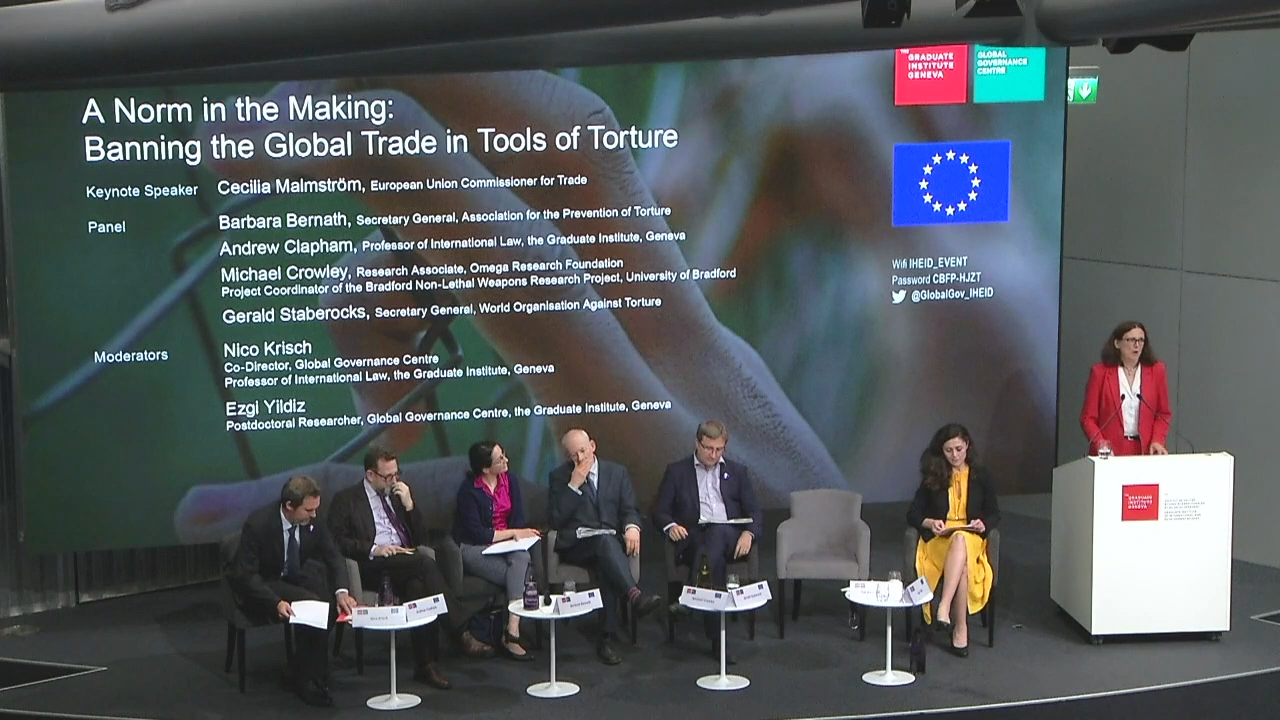 A Norm in the Making:
Banning the Global Trade in Tools of Torture
Keynote Speaker Cecilia Malmström, European Union Commissioner for Trade
Panel Barbara Bernath, Secretary General, Association for the Prevention of Torture
Andrew Clapham, Professor of International Law, the Graduate Institute, Geneva
Michael Crowley, Research Associate, Omega Research Foundation
Project Coordinator of the Bradford Non-Lethal Weapons Research Project, University of Bradford
Gerald Staberocks, Secretary General, World Organisation Against Torture
Moderators Nico Krisch
Co-Director, Global Governance Centre
Professor of International Law, the Graduate Institute, Geneva
Ezgi Yildiz
Postdoctoral Researcher, Global Governance Centre, the Graduate Institute, Geneva
THE
GRADUATE
INSTITUTE
GENEVA
GLOBAL
GOVERNANCE
CENTRE
Wifi IHEID_EVENT
Password CBFP-HJZT
@GlobalGov_IHEID
GRADUATE
INSTITUTE
GENEVA